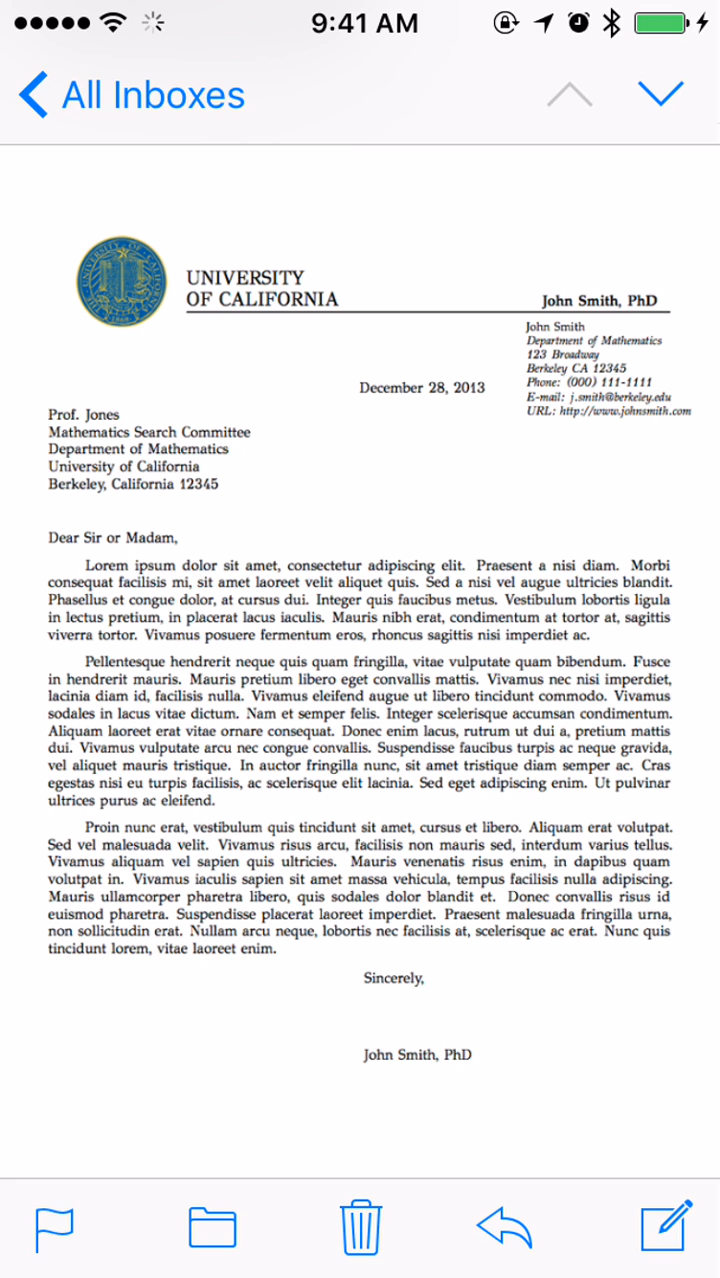 9:41 AM
All Inboxes
UNIVERSITY
OF CALIFORNIA
John Smith, PhD
John Smith
Department of Mathematics
123 Broadway
Berkeley CA 12345
Phone: (000) 111-1111
E-mail: j.smith@berkeley.edu
URL: http://www.johnsmith.com
December 28, 2013
Prof. Jones
Mathematics Search Committee
Department of Mathematics
University of California
Berkeley, California 12345
Dear Sir or Madam,
Lorem ipsum dolor sit amet, consectetur adipiscing elit. Praesent a nisi diam. Morbi
consequat facilisis mi, sit amet laoreet velit aliquet quis. Sed a nisi vel augue ultricies blandit.
Phasellus et congue dolor, at cursus dui. Integer quis faucibus metus. Vestibulum lobortis ligula
in lectus pretium, in placerat lacus iaculis. Mauris nibh erat, condimentum at tortor at, sagittis
viverra tortor. Vivamus posuere fermentum eros, rhoncus sagittis nisi imperdiet ac.
Pellentesque hendrerit neque quis quam fringilla, vitae vulputate quam bibendum. Fusce
in hendrerit mauris. Mauris pretium libero eget convallis mattis. Vivamus nec nisi imperdiet,
lacinia diam id, facilisis nulla. Vivamus eleifend augue ut libero tincidunt commodo. Vivamus
sodales in lacus vitae dictum. Nam et semper felis. Integer scelerisque accumsan condimentum.
Aliquam laoreet erat vitae ornare consequat. Donec enim lacus, rutrum ut dui a, pretium mattis
dui. Vivamus vulputate arcu nec congue convallis. Suspendisse faucibus turpis ac neque gravida,
vel aliquet mauris tristique. In auctor fringilla nunc, sit amet tristique diam semper ac. Cras
egestas nisi eu turpis facilisis, ac scelerisque elit lacinia. Sed eget adipiscing enim. Ut pulvinar
ultrices purus ac eleifend.
Proin nunc erat, vestibulum quis tincidunt sit amet, cursus et libero. Aliquam erat volutpat.
Sed vel malesuada velit. Vivamus risus arcu, facilisis non mauris sed, interdum varius tellus.
Vivamus aliquam vel sapien quis ultricies. Mauris venenatis risus enim, in dapibus quam
volutpat in. Vivamus iaculis sapien sit amet massa vehicula, tempus facilisis nulla adipiscing.
Mauris ullamcorper pharetra libero, quis sodales dolor blandit et. Donec convallis risus id
euismod pharetra. Suspendisse placerat laoreet imperdiet. Praesent malesuada fringilla urna,
non sollicitudin erat. Nullam arcu neque, lobortis nec facilisis at, scelerisque ac erat. Nunc quis
tincidunt lorem, vitae laoreet enim.
Sincerely,
John Smith, PhD